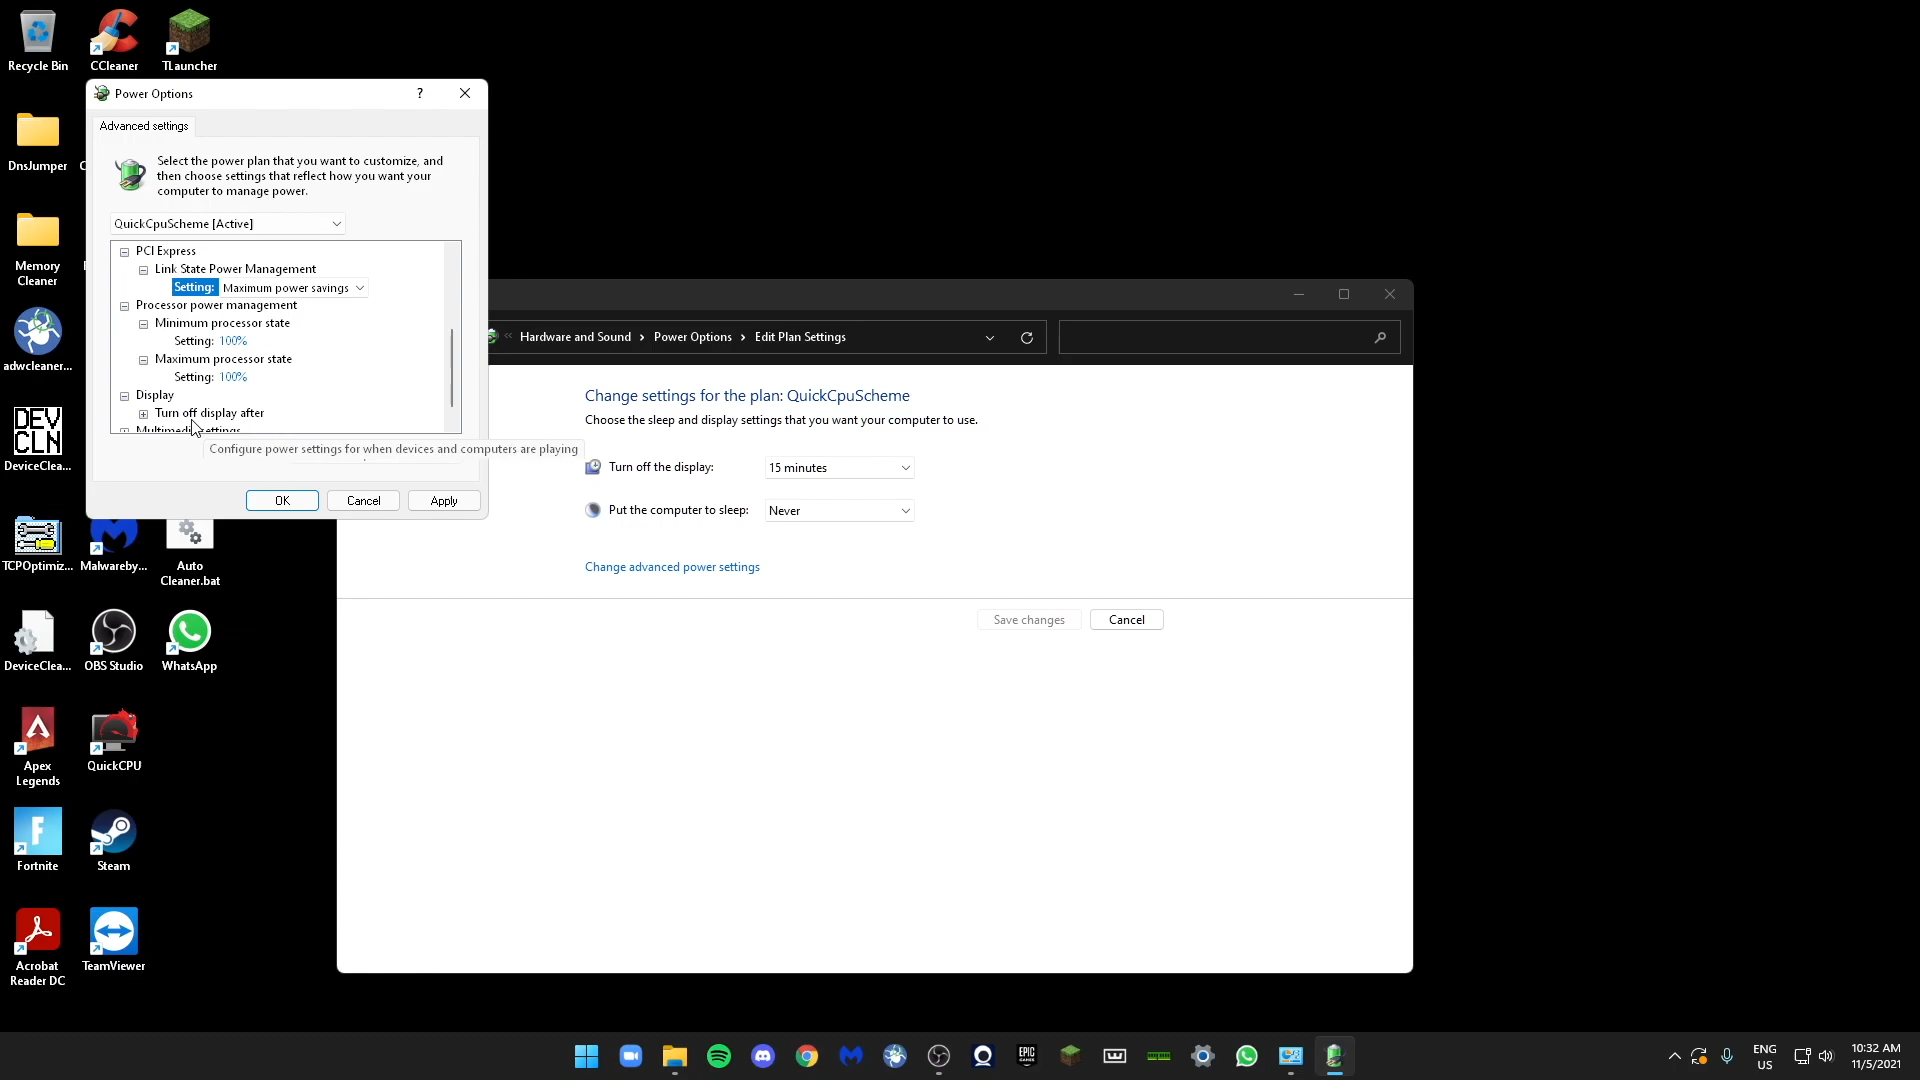 Recycle Bin
CCleaner
TLauncher
Power Options
?
Advanced settings
Select the power plan that you want to customize, and
then choose settings that reflect how you want your
computer to manage power.
QuickCpuScheme [Active]
PCI Express
Link State Power Management
Setting: Maximum power savings
Processor power management
Minimum processor state
Setting: 100%
Maximum processor state
Setting: 100%
Display
Turn off display after
Multimedia settings
Configure power settings for when devices and computers are playing
OK
Cancel
Apply
DnsJumper
C
Memory
Cleaner
adwcleaner...
DEV
CLN
DeviceClea...
Hardware and Sound > Power Options > Edit Plan Settings
Change settings for the plan: QuickCpuScheme
Choose the sleep and display settings that you want your computer to use.
Turn off the display:
15 minutes
Put the computer to sleep:
Never
Change advanced power settings
Save changes
Cancel
TCPOptimiz...
Malwareby...
Auto
Cleaner.bat
DeviceClea...
OBS Studio
WhatsApp
Apex
Legends
QuickCPU
Fortnite
Steam
Acrobat
Reader DC
TeamViewer
EPIC
GAMES
ENG
US
10:32 AM
11/5/2021